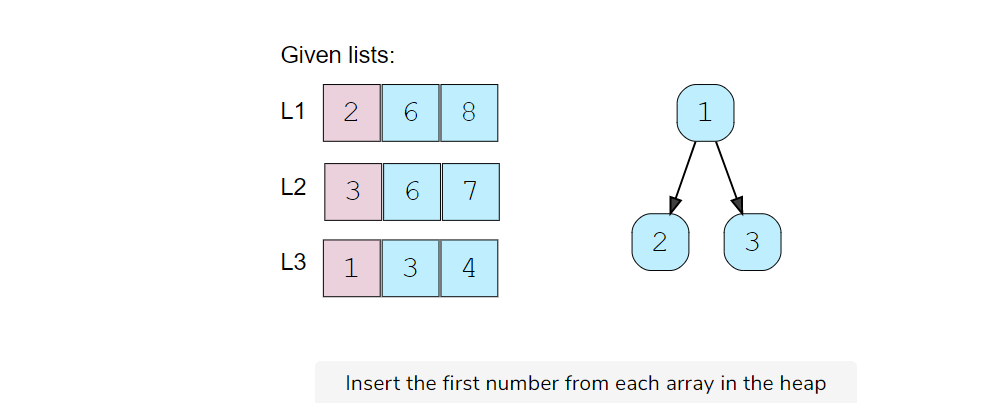 Given lists:
L1 2 6 8
1
L2 3 6 7
2 3
L3 1 3 4
Insert the first number from each array in the heap